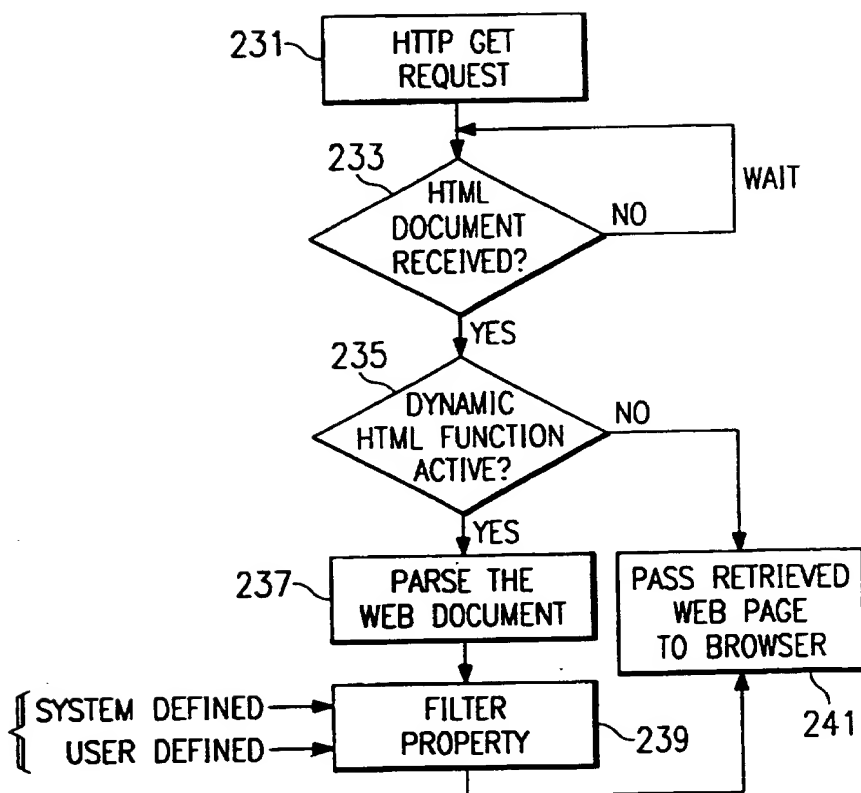 231
HTTP GET
REQUEST
233
HTML
DOCUMENT
RECEIVED?
NO
WAIT
YES
235
DYNAMIC
HTML FUNCTION
ACTIVE?
NO
YES
237
PARSE THE
WEB DOCUMENT
PASS RETRIEVED
WEB PAGE
TO BROWSER
241
SYSTEM DEFINED
USER DEFINED
FILTER
PROPERTY
239